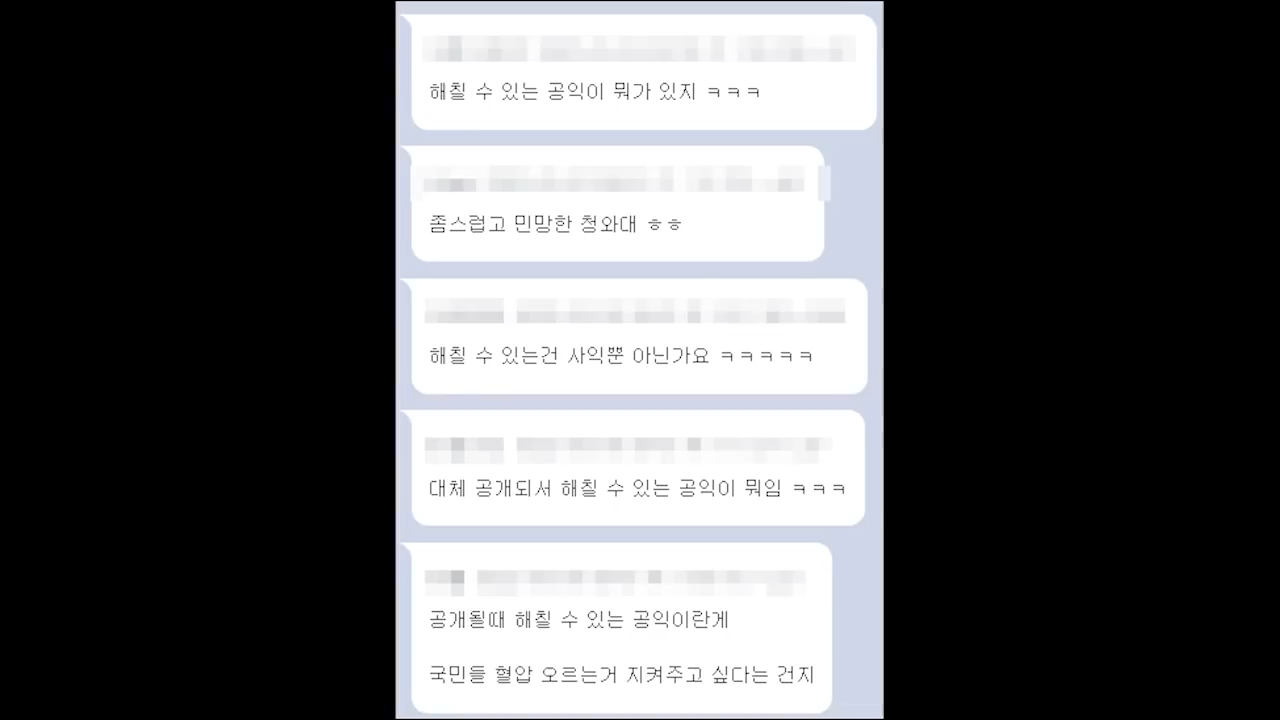 해칠 수 있는 공익이 뭐가 있지 ㅋㅋㅋ
좀스럽고 민망한 청와대 ㅎㅎ
해칠 수 있는건 사익뿐 아닌가요 ㅋㅋㅋㅋㅋ
대체 공개되서 해칠 수 있는 공익이 뭐임 ㅋㅋㅋ
공개될때 해칠 수 있는 공익이란게
국민들 혈압 오르는거 지켜주고 싶다는 건지